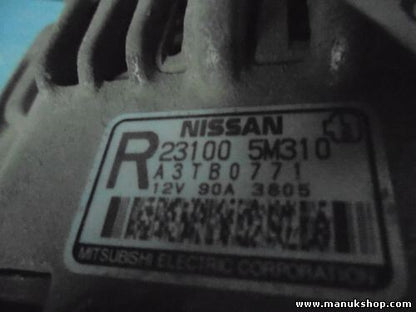 NISSAN
R 23100 5M310
A3TB0771
12V 90A 3805
MITSUBISHI ELECTRIC CORPORATION
www.manukshop.com